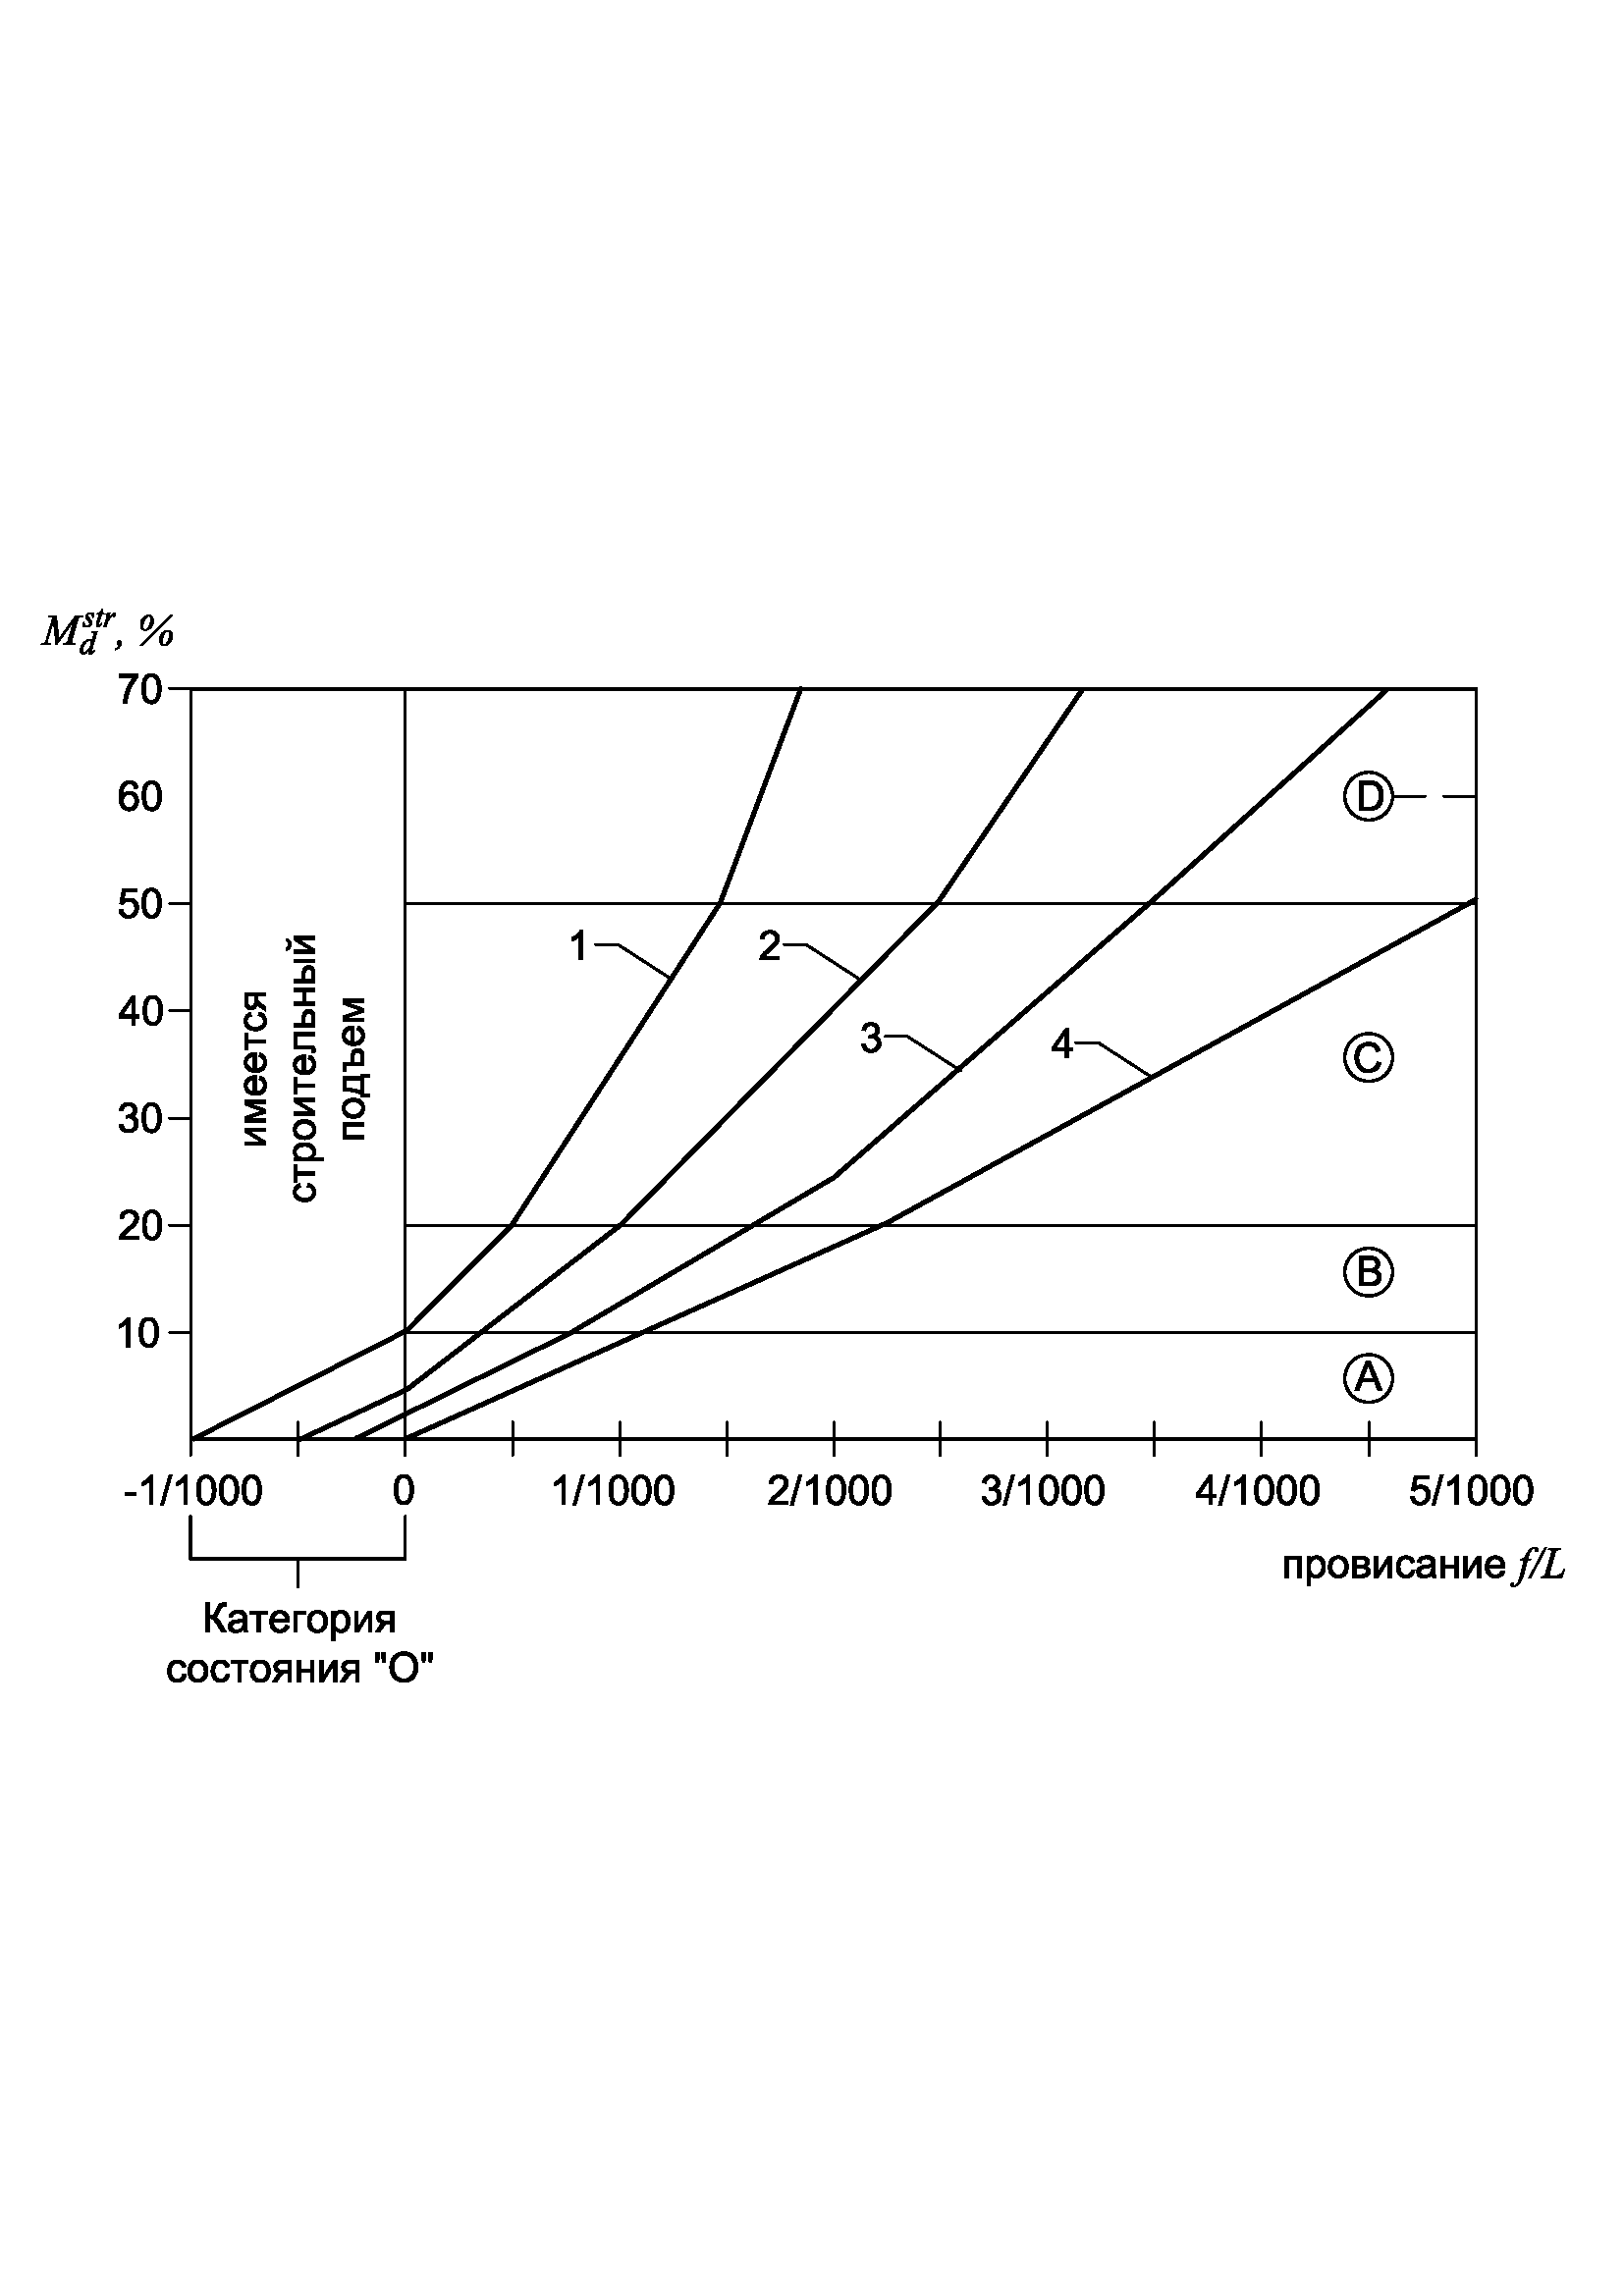 M_d^str, %
70
60
50
40
30
20
10
имеется
строительный
подъем
1
2
3
4
D
C
B
A
-1/1000
0
1/1000
2/1000
3/1000
4/1000
5/1000
провисание f/L
Категория
состояния "О"